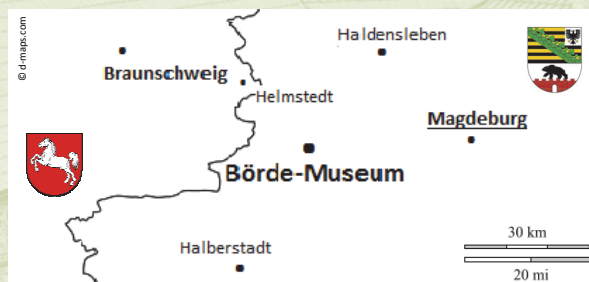 © d-maps.com
Haldensleben
Braunschweig
Helmstedt
Magdeburg
Börde-Museum
Halberstadt
30 km
20 mi